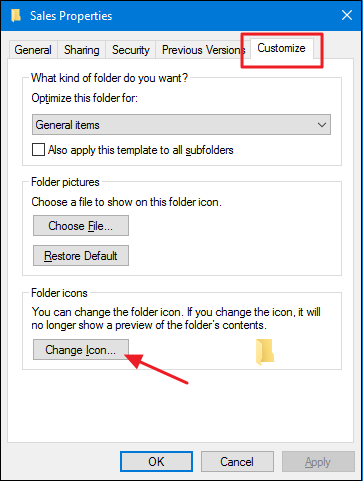 Sales Properties
General
Sharing
Security
Previous Versions
Customize
What kind of folder do you want?
Optimize this folder for:
General items
Also apply this template to all subfolders
Folder pictures
Choose a file to show on this folder icon.
Choose File...
Restore Default
Folder icons
You can change the folder icon. If you change the icon, it will
no longer show a preview of the folder's contents.
Change Icon...
OK
Cancel
Apply